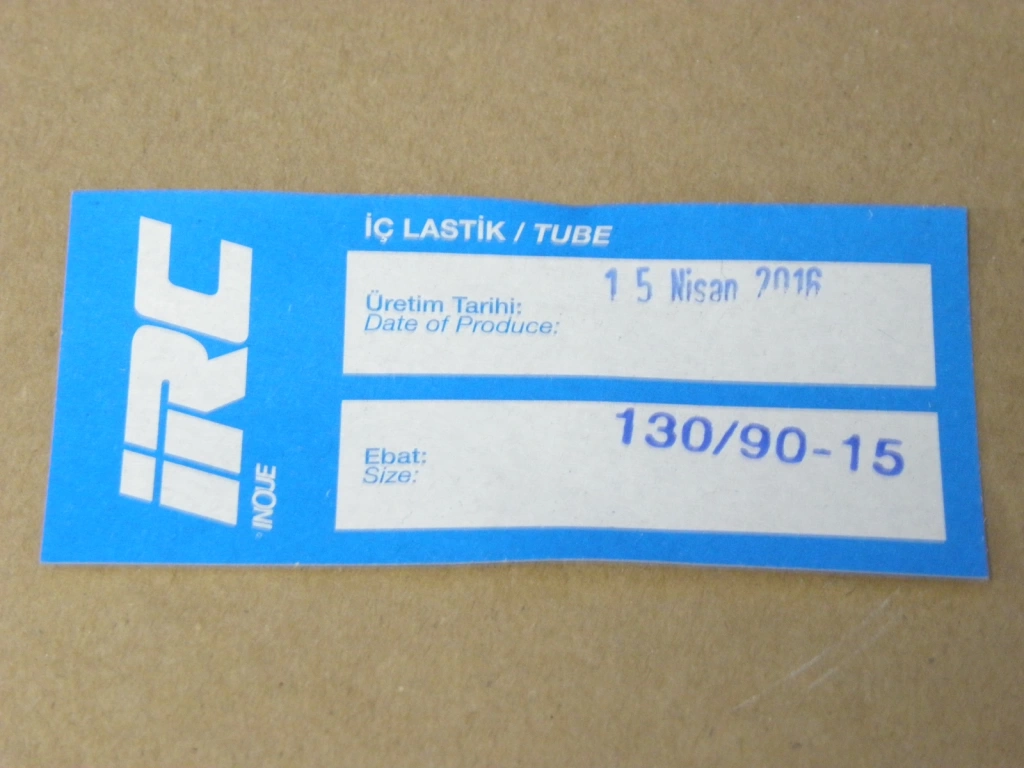 İÇ LASTİK / TUBE
Üretim Tarihi: 15 Nisan 2016
Date of Produce:
Ebat: 130/90-15
Size:
iRC
INOUE